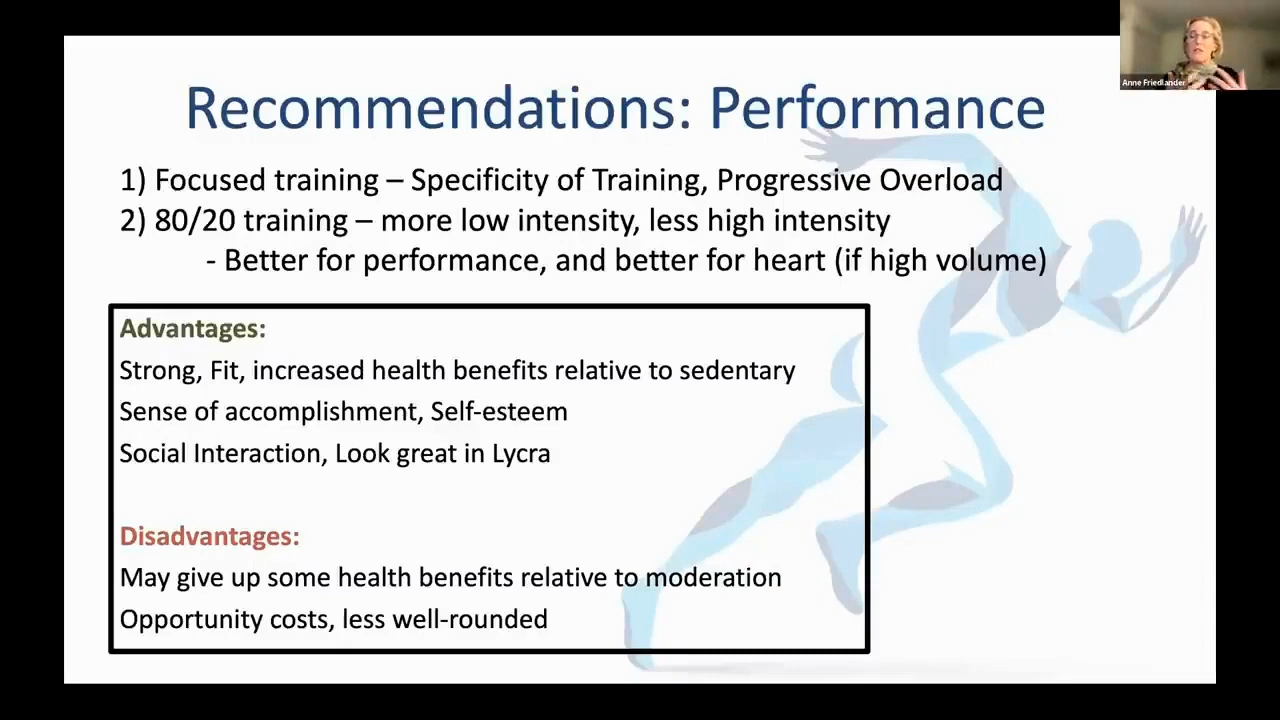 Anne Friedlander
Recommendations: Performance
1) Focused training – Specificity of Training, Progressive Overload
2) 80/20 training – more low intensity, less high intensity
- Better for performance, and better for heart (if high volume)
Advantages:
Strong, Fit, increased health benefits relative to sedentary
Sense of accomplishment, Self-esteem
Social Interaction, Look great in Lycra
Disadvantages:
May give up some health benefits relative to moderation
Opportunity costs, less well-rounded